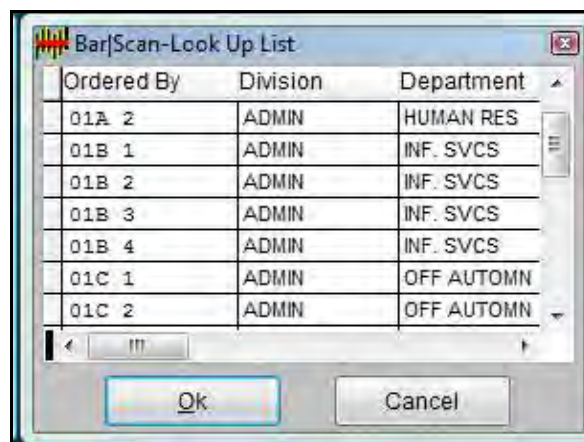 Bar|Scan-Look Up List
Ordered By Division Department
01A 2 ADMIN HUMAN RES
01B 1 ADMIN INF. SVCS
01B 2 ADMIN INF. SVCS
01B 3 ADMIN INF. SVCS
01B 4 ADMIN INF. SVCS
01C 1 ADMIN OFF AUTOMN
01C 2 ADMIN OFF AUTOMN
Ok Cancel